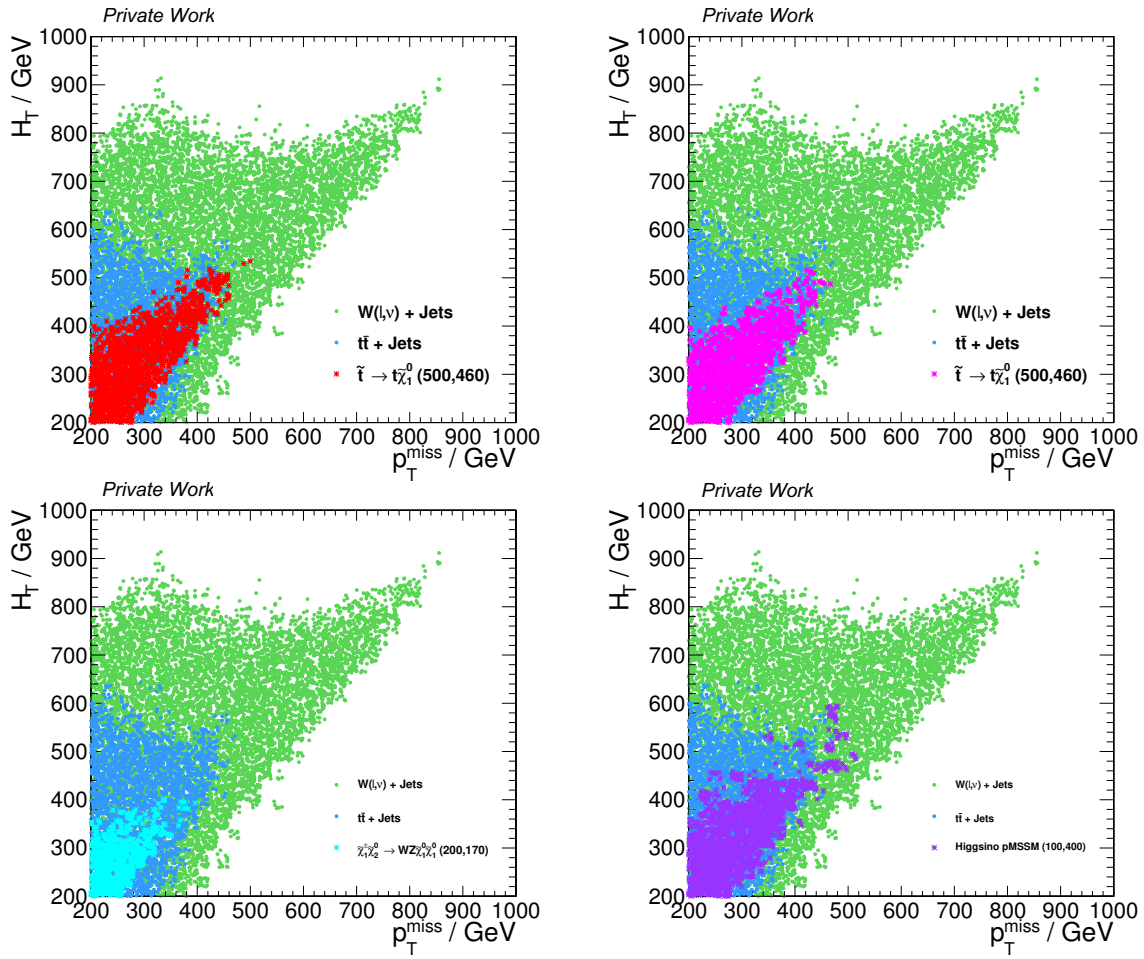 Private Work
H_T / GeV
1000
900
800
700
600
500
400
300
200
W(l,ν) + Jets
tt̄ + Jets
t̃ → tχ̃₁⁰ (500,460)
200 300 400 500 600 700 800 900 1000
p_T^miss / GeV
Private Work
H_T / GeV
1000
900
800
700
600
500
400
300
200
W(l,ν) + Jets
tt̄ + Jets
t̃ → tχ̃₁⁰ (500,460)
200 300 400 500 600 700 800 900 1000
p_T^miss / GeV
Private Work
H_T / GeV
1000
900
800
700
600
500
400
300
200
W(l,ν) + Jets
tt̄ + Jets
χ̃₁^±χ̃₂⁰ → WZχ̃₁⁰χ̃₁⁰ (200,170)
200 300 400 500 600 700 800 900 1000
p_T^miss / GeV
Private Work
H_T / GeV
1000
900
800
700
600
500
400
300
200
W(l,ν) + Jets
tt̄ + Jets
Higgsino pMSSM (100,400)
200 300 400 500 600 700 800 900 1000
p_T^miss / GeV